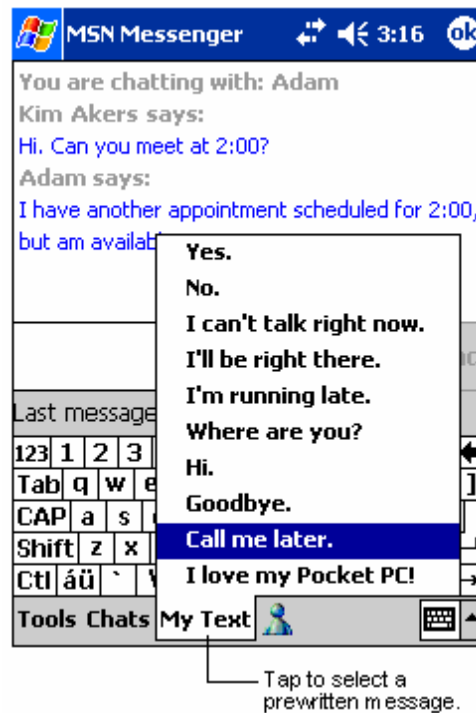 MSN Messenger 3:16 ok
You are chatting with: Adam
Kim Akers says:
Hi. Can you meet at 2:00?
Adam says:
I have another appointment scheduled for 2:00,
but am
Yes.
No.
I can't talk right now.
I'll be right there.
I'm running late.
Where are you?
Hi.
Goodbye.
Call me later.
I love my Pocket PC!
Last message
123 1 2 3
Tab q w e ]
CAP a s
Shift z x
Ctl áü `
Tools Chats My Text
Tap to select a
prewritten message.